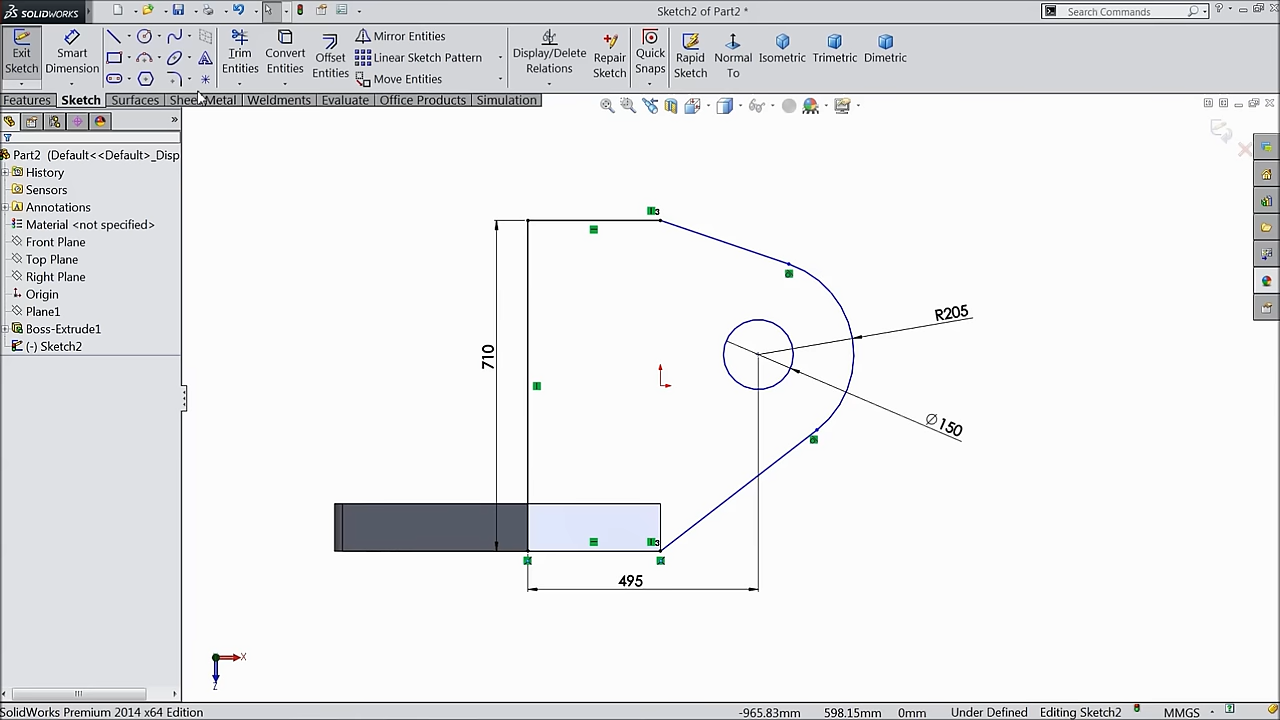 SOLIDWORKS
Sketch2 of Part2 *
Search Commands
Exit Sketch
Smart Dimension
Trim Entities
Convert Entities
Offset Entities
Mirror Entities
Linear Sketch Pattern
Move Entities
Display/Delete Relations
Repair Sketch
Quick Snaps
Rapid Sketch
Normal To
Isometric
Trimetric
Dimetric
Features
Sketch
Surfaces
Sheet Metal
Weldments
Evaluate
Office Products
Simulation
Part2 (Default<<Default>_Disp
History
Sensors
Annotations
Material <not specified>
Front Plane
Top Plane
Right Plane
Origin
Plane1
Boss-Extrude1
(-) Sketch2
3
R205
710
Ø150
3
495
X
Z
SolidWorks Premium 2014 x64 Edition
-965.83mm 598.15mm 0mm Under Defined Editing Sketch2 MMGS